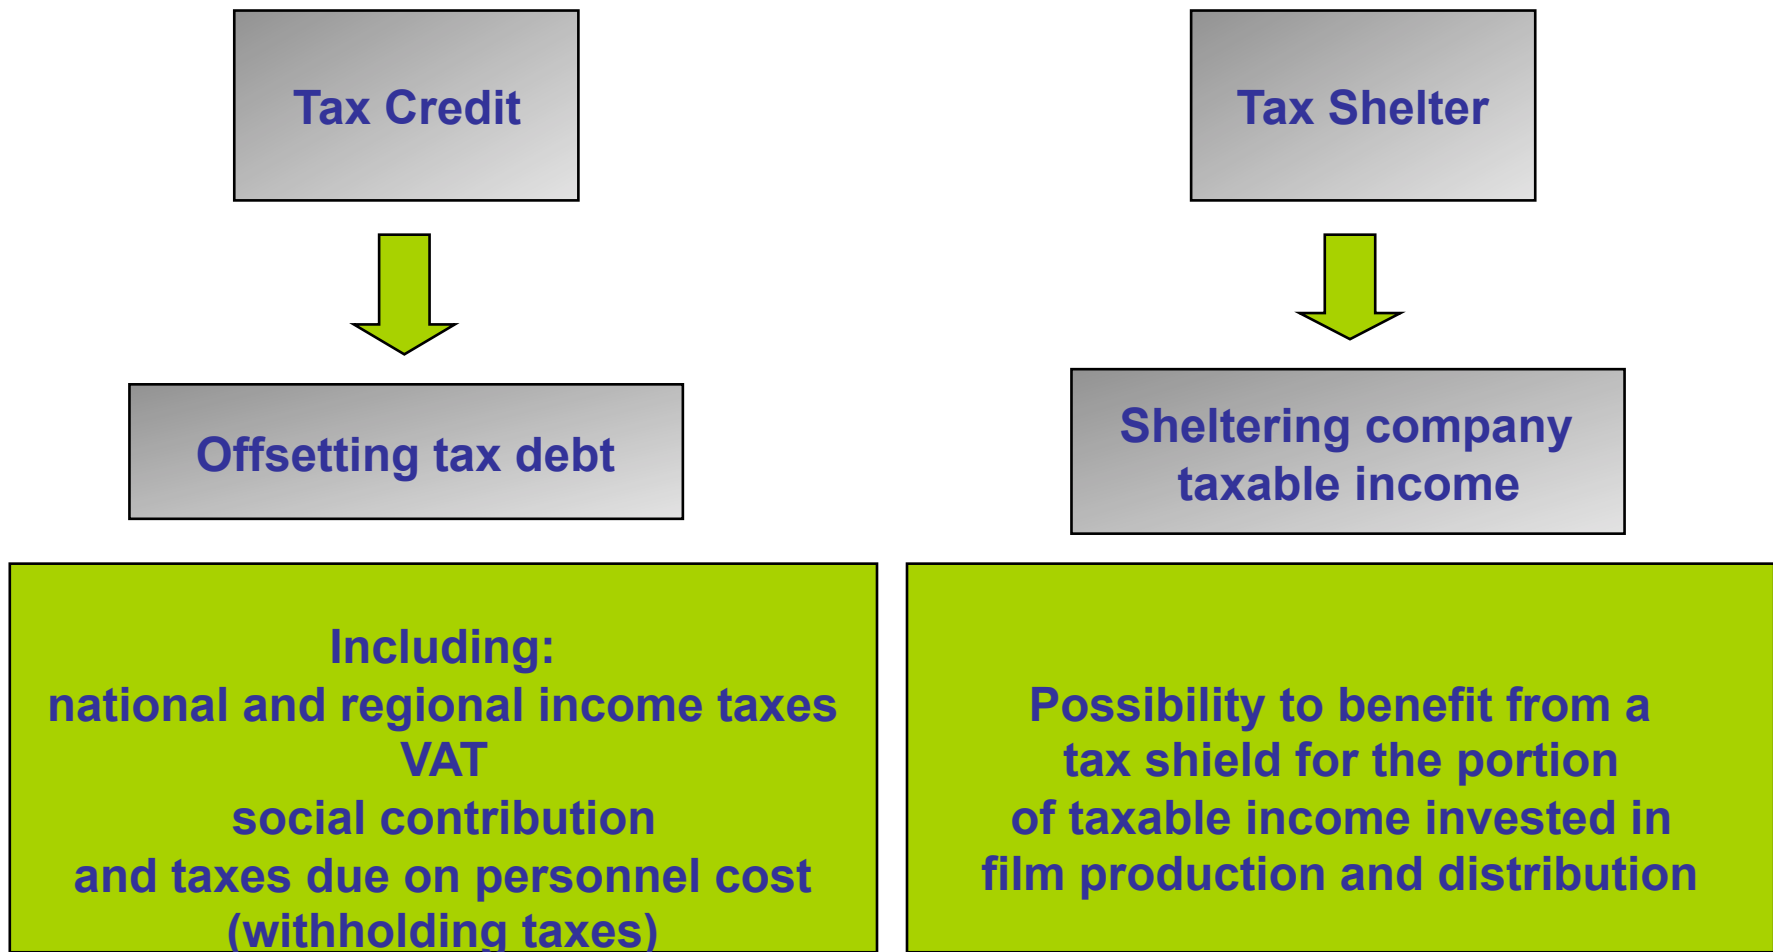 Tax Credit
Offsetting tax debt
Including:
national and regional income taxes
VAT
social contribution
and taxes due on personnel cost
(withholding taxes)
Tax Shelter
Sheltering company
taxable income
Possibility to benefit from a
tax shield for the portion
of taxable income invested in
film production and distribution